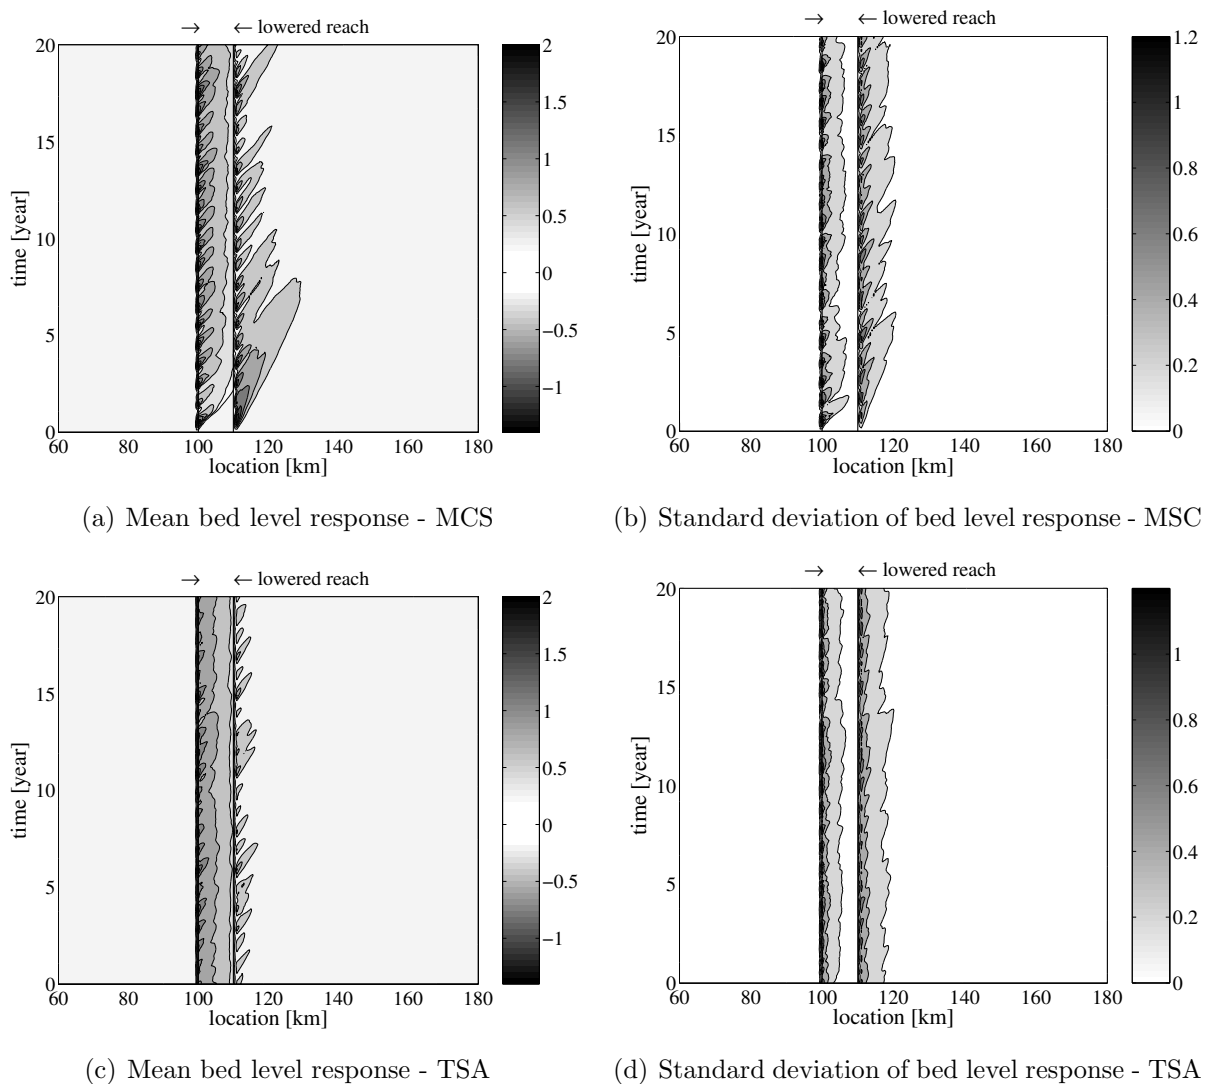 → ← lowered reach
→ ← lowered reach
20
15
10
5
0
time [year]
60 80 100 120 140 160 180
location [km]
2
1.5
1
0.5
0
−0.5
−1
20
15
10
5
0
time [year]
60 80 100 120 140 160 180
location [km]
1.2
1
0.8
0.6
0.4
0.2
0
(a) Mean bed level response - MCS
(b) Standard deviation of bed level response - MSC
→ ← lowered reach
→ ← lowered reach
20
15
10
5
0
time [year]
60 80 100 120 140 160 180
location [km]
2
1.5
1
0.5
0
−0.5
−1
20
15
10
5
0
time [year]
60 80 100 120 140 160 180
location [km]
1
0.8
0.6
0.4
0.2
0
(c) Mean bed level response - TSA
(d) Standard deviation of bed level response - TSA